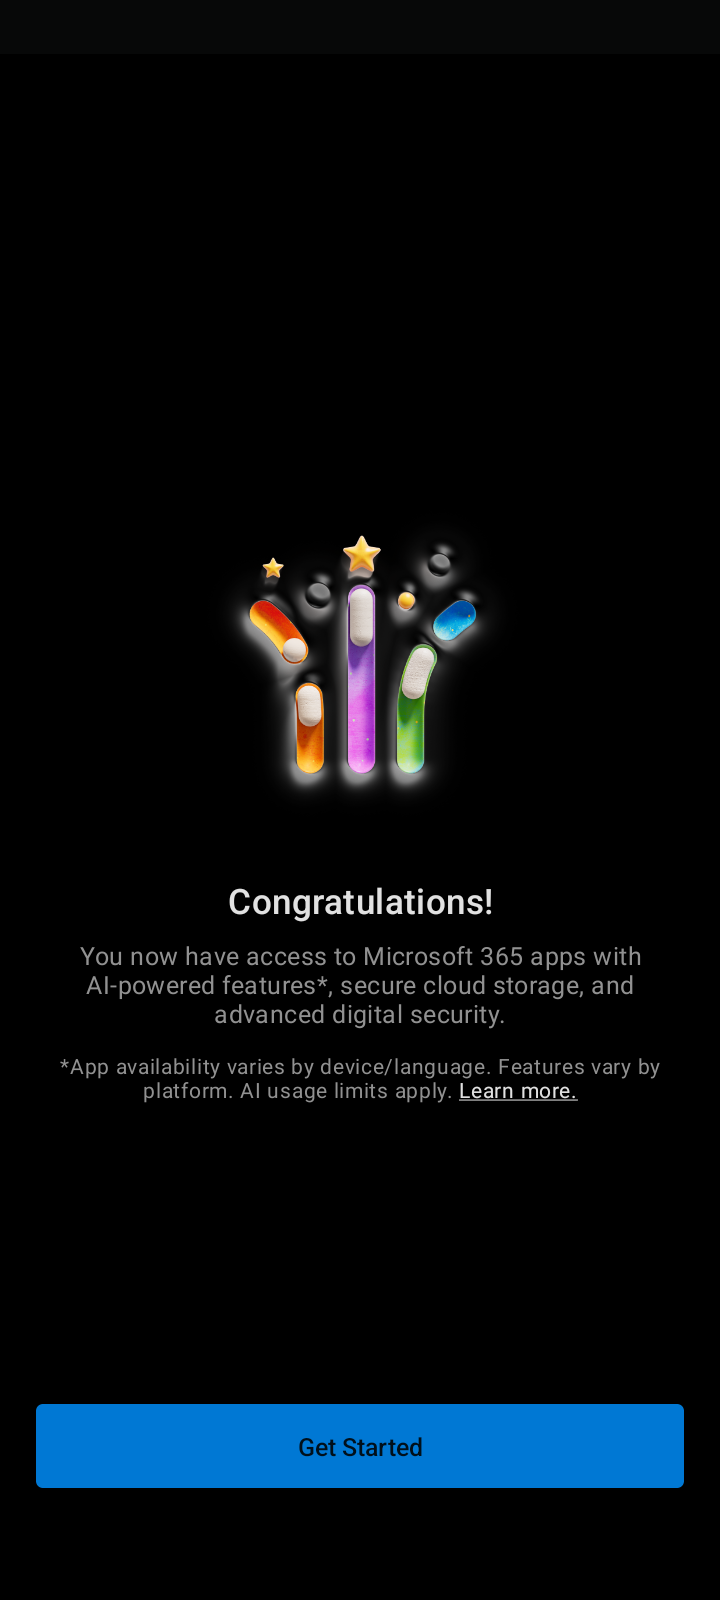 Congratulations!
You now have access to Microsoft 365 apps with
AI-powered features*, secure cloud storage, and
advanced digital security.
*App availability varies by device/language. Features vary by
platform. AI usage limits apply. Learn more.
Get Started